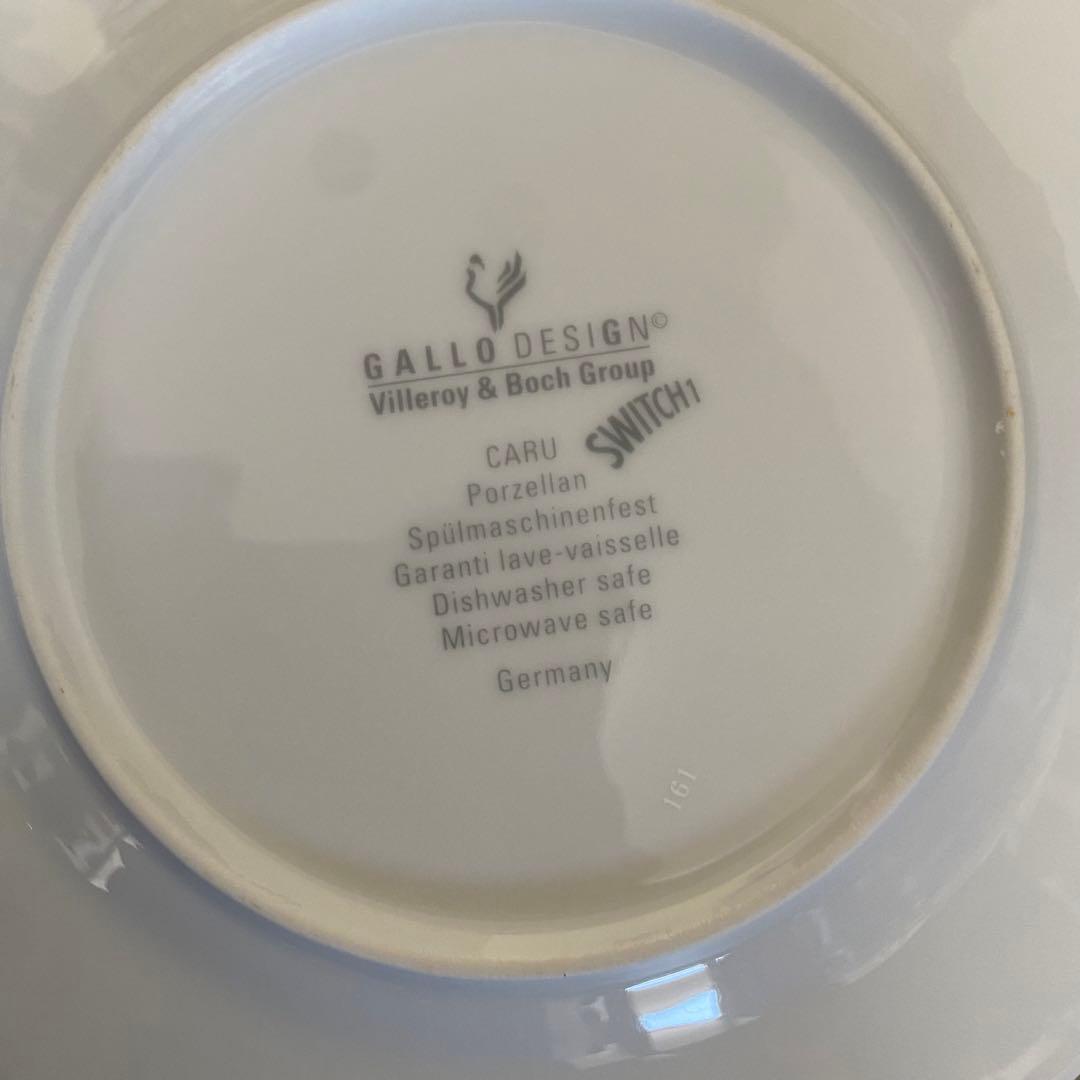 GALLO DESIGN©
Villeroy & Boch Group
SWITCH1
CARU
Porzellan
Spülmaschinenfest
Garanti lave-vaisselle
Dishwasher safe
Microwave safe
Germany
161